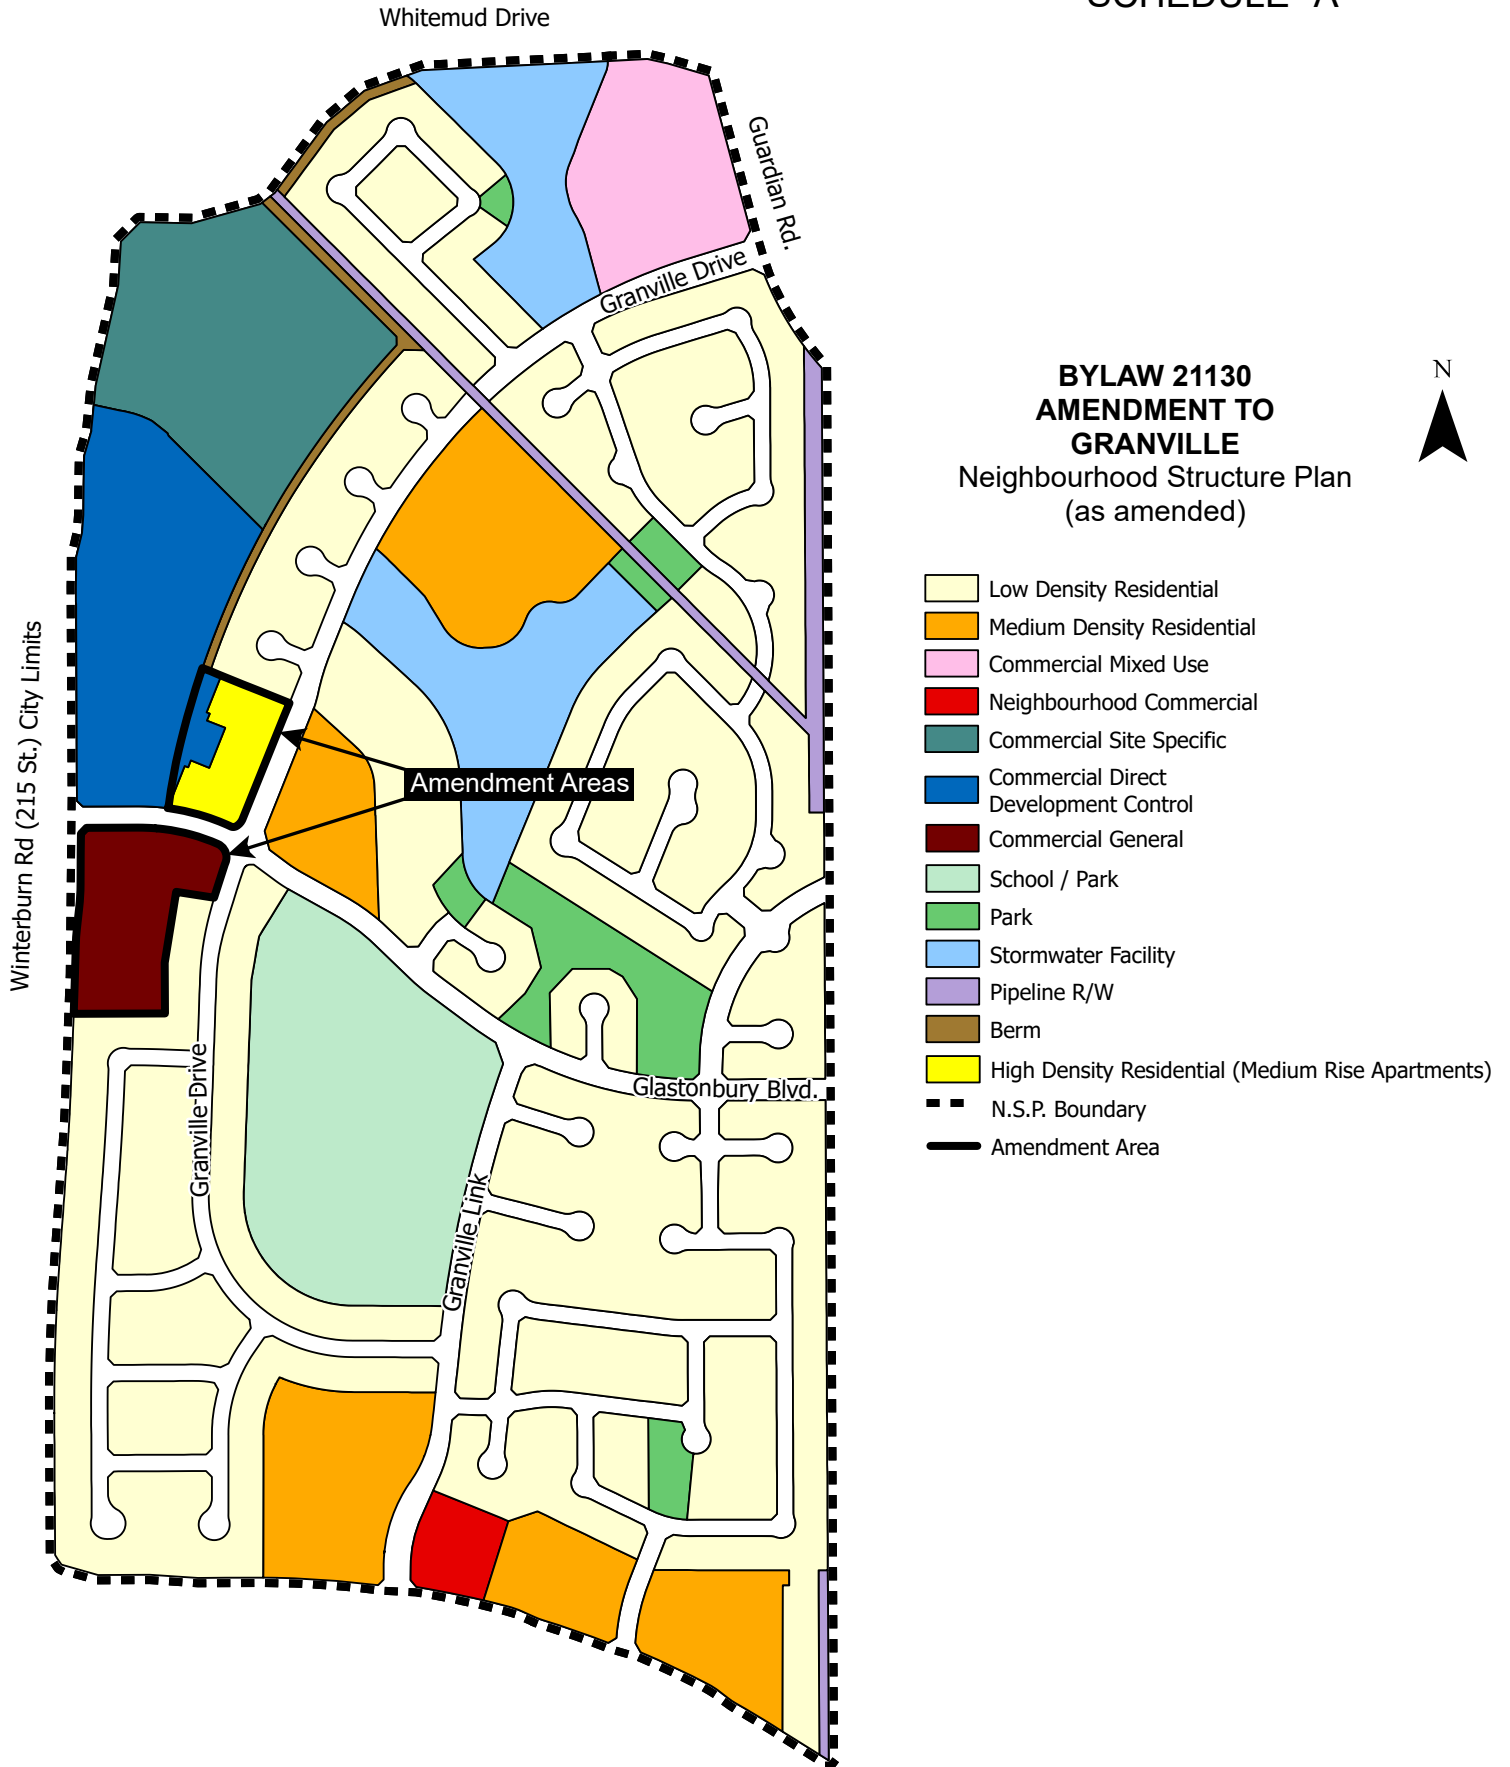 SCHEDULE "A"
Whitemud Drive
Guardian Rd.
Granville Drive
BYLAW 21130
AMENDMENT TO
GRANVILLE
Neighbourhood Structure Plan
(as amended)
N
Low Density Residential
Medium Density Residential
Commercial Mixed Use
Neighbourhood Commercial
Commercial Site Specific
Commercial Direct
Development Control
Commercial General
School / Park
Park
Stormwater Facility
Pipeline R/W
Berm
High Density Residential (Medium Rise Apartments)
N.S.P. Boundary
Amendment Area
Winterburn Rd (215 St.) City Limits
Amendment Areas
Granville Drive
Glastonbury Blvd.
Granville Link